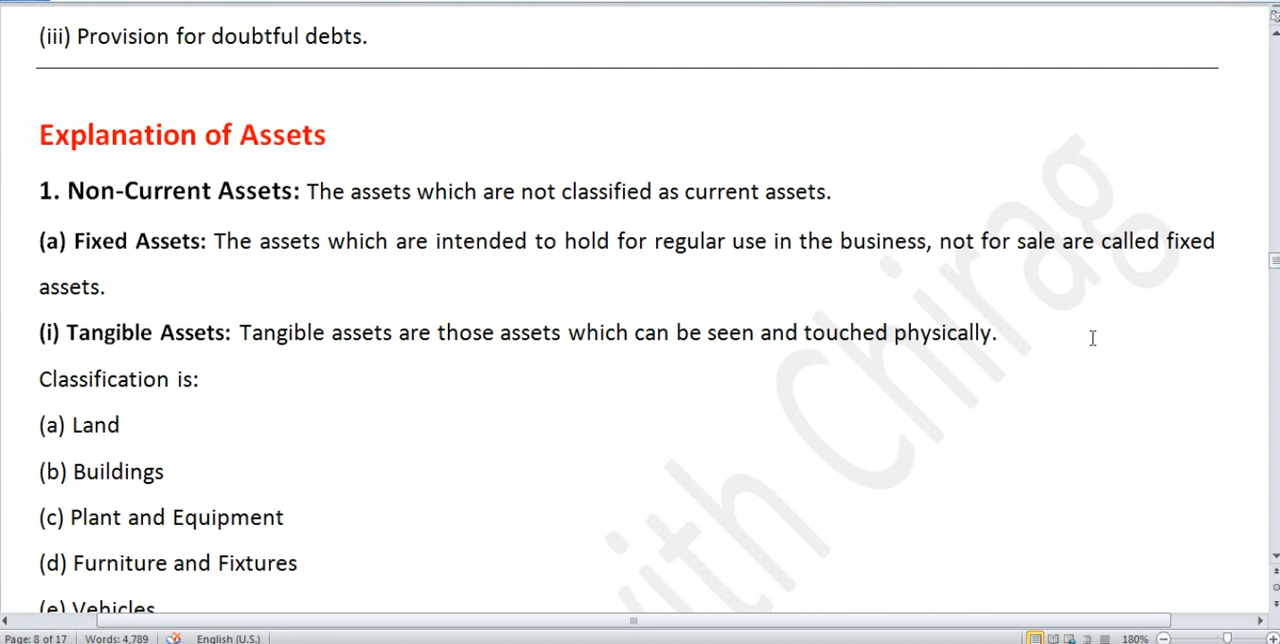 (iii) Provision for doubtful debts.
Explanation of Assets
1. Non-Current Assets: The assets which are not classified as current assets.
(a) Fixed Assets: The assets which are intended to hold for regular use in the business, not for sale are called fixed
assets.
(i) Tangible Assets: Tangible assets are those assets which can be seen and touched physically.
Classification is:
(a) Land
(b) Buildings
(c) Plant and Equipment
(d) Furniture and Fixtures
(e) Vehicles
with Chirag
Page: 8 of 17 Words: 4,789 English (U.S.) 180%